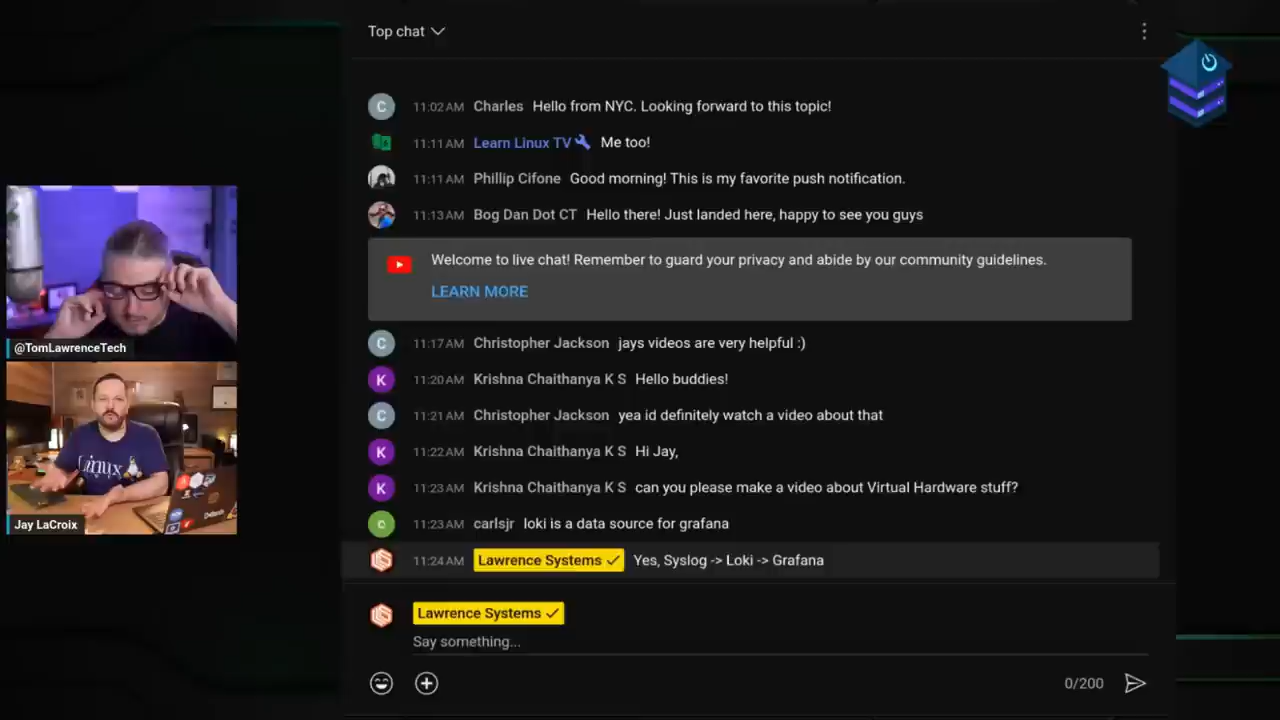 Top chat
11:02 AM Charles Hello from NYC. Looking forward to this topic!
11:11 AM Learn Linux TV Me too!
11:11 AM Phillip Cifone Good morning! This is my favorite push notification.
11:13 AM Bog Dan Dot CT Hello there! Just landed here, happy to see you guys
Welcome to live chat! Remember to guard your privacy and abide by our community guidelines.
LEARN MORE
C 11:17 AM Christopher Jackson jays videos are very helpful :)
K 11:20 AM Krishna Chaithanya K S Hello buddies!
C 11:21 AM Christopher Jackson yea id definitely watch a video about that
K 11:22 AM Krishna Chaithanya K S Hi Jay,
K 11:23 AM Krishna Chaithanya K S can you please make a video about Virtual Hardware stuff?
11:23 AM carlsjr loki is a data source for grafana
11:24 AM Lawrence Systems Yes, Syslog -> Loki -> Grafana
Lawrence Systems
Say something...
0/200
@TomLawrenceTech
Linux
Jay LaCroix